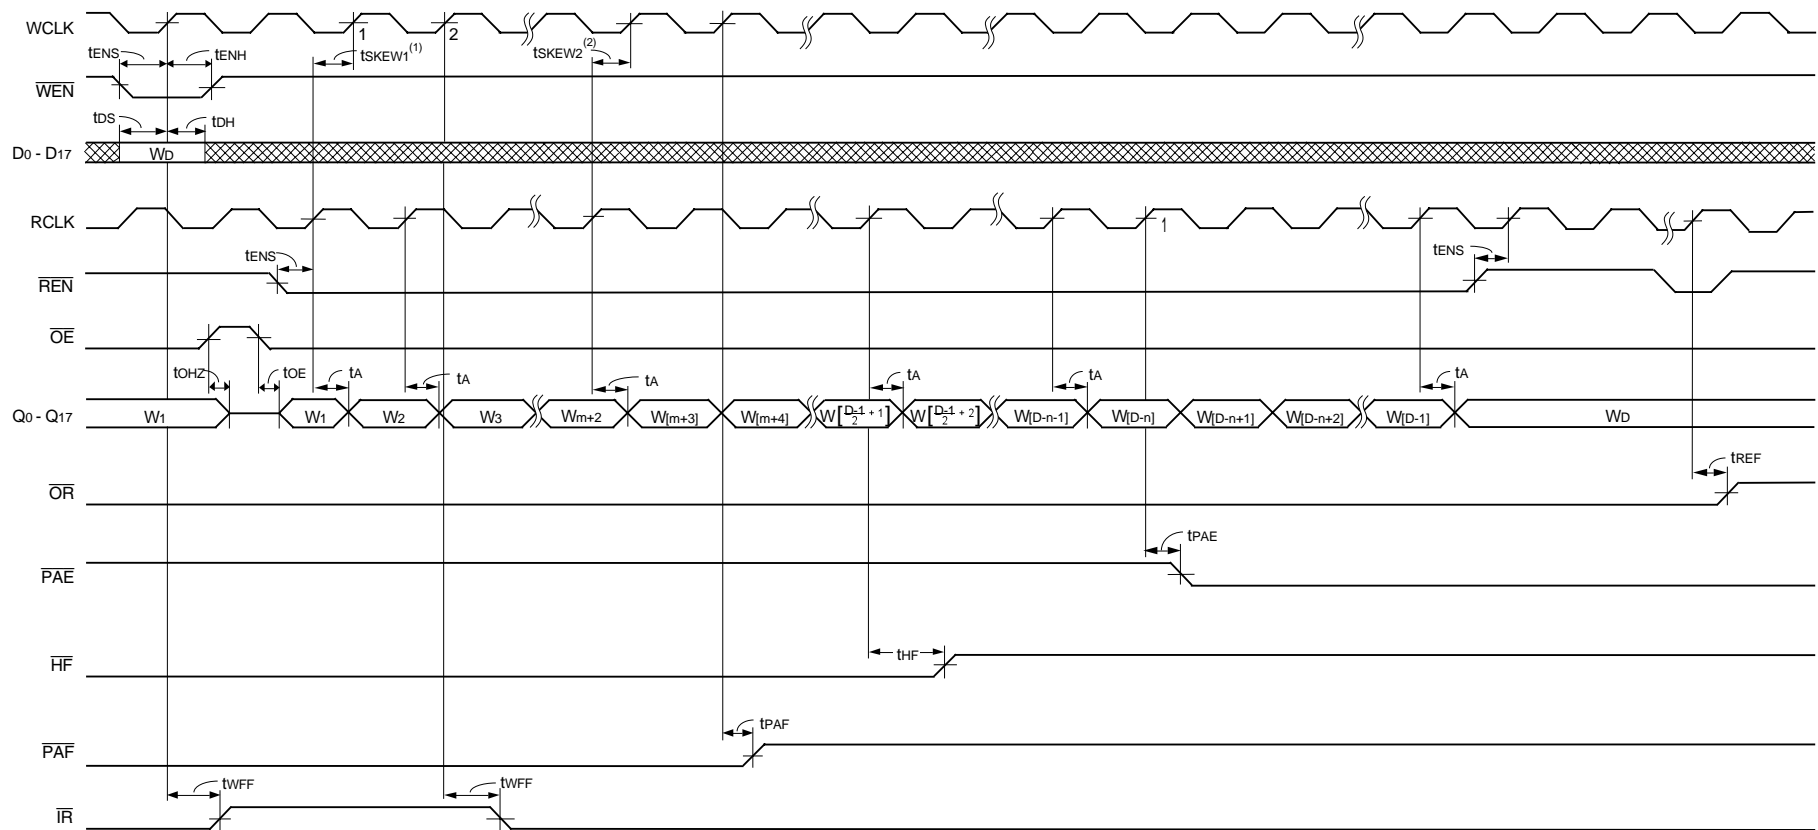 WCLK
1
2
tENS
tENH
tSKEW1(1)
tSKEW2(2)
WEN
tDS
tDH
D0 - D17
WD
RCLK
1
tENS
tENS
REN
OE
tOHZ
tOE
tA
tA
tA
tA
tA
tA
Q0 - Q17
W1
W1
W2
W3
Wm+2
W[m+3]
W[m+4]
W[D-1/2 + 1]
W[D-1/2 + 2]
W[D-n-1]
W[D-n]
W[D-n+1]
W[D-n+2]
W[D-1]
WD
tREF
OR
tPAE
PAE
HF
tHF
tPAF
PAF
tWFF
tWFF
IR